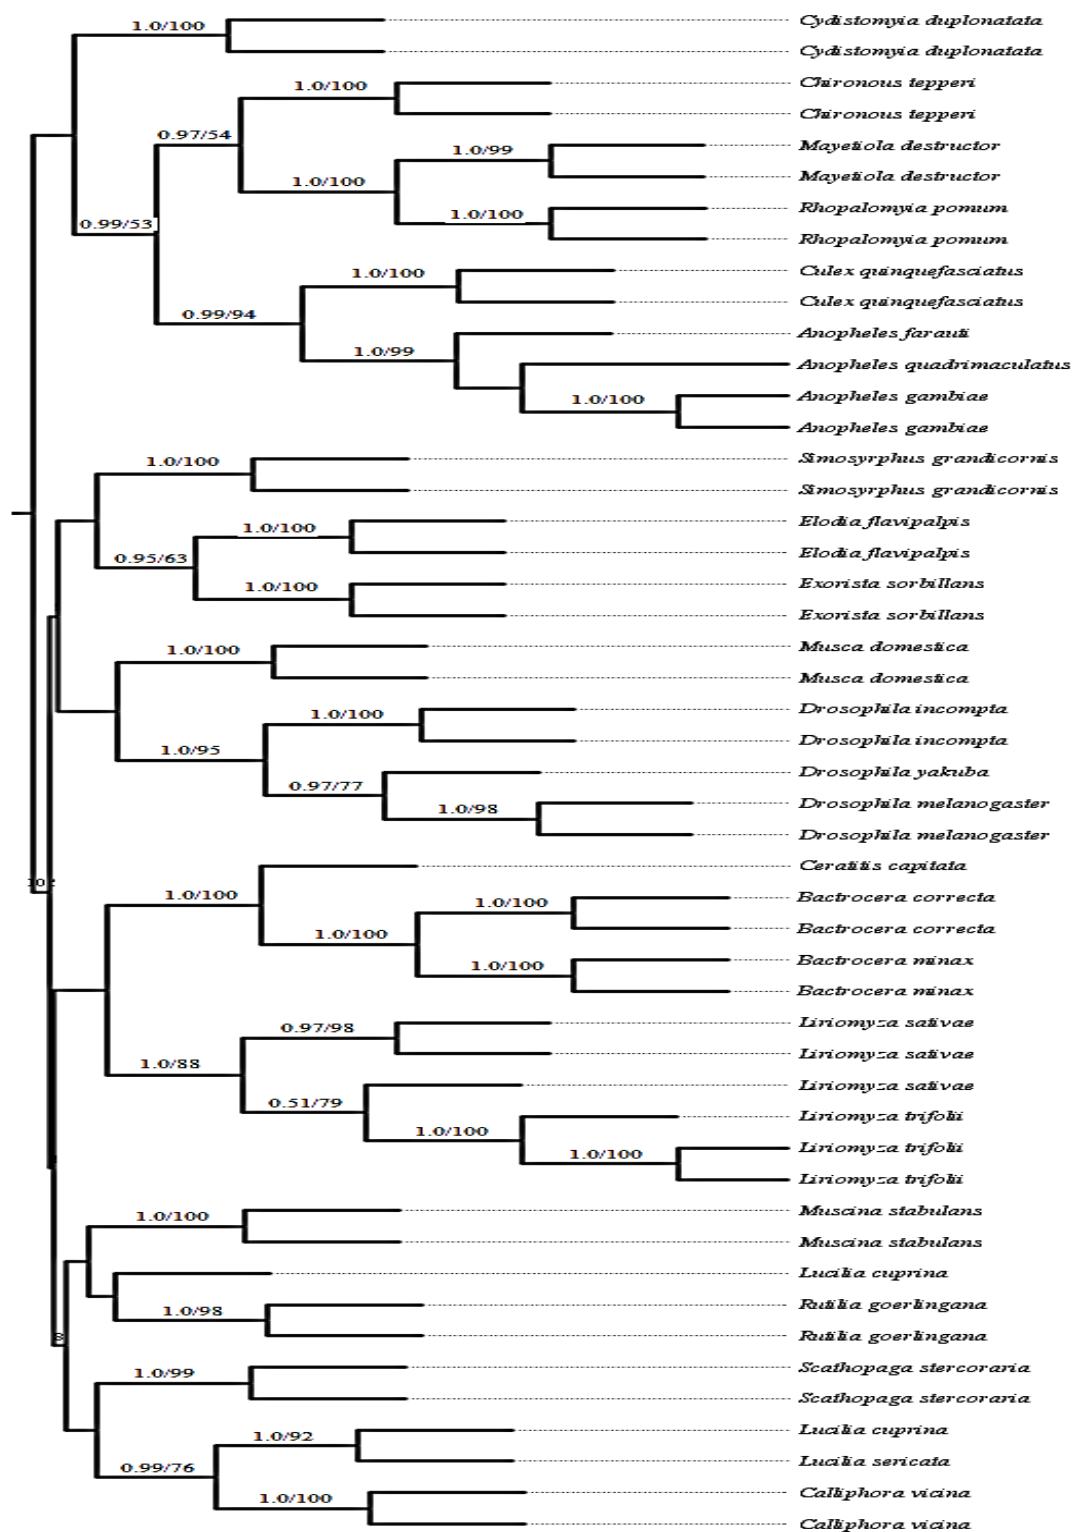 1.0/100
Cydistomyia duplonatata
Cydistomyia duplonatata
1.0/100
Chironous tepperi
Chironous tepperi
0.97/54
1.0/99
Mayetiola destructor
1.0/100
Mayetiola destructor
Rhopalomyia pomum
1.0/100
0.99/53
Rhopalomyia pomum
1.0/100
Culex quinquefasciatus
Culex quinquefasciatus
0.99/94
Anopheles farauti
1.0/99
Anopheles quadrimaculatus
1.0/100
Anopheles gambiae
Anopheles gambiae
1.0/100
Simosyrphus grandicornis
Simosyrphus grandicornis
1.0/100
Elodia flavipalpis
0.95/63
Elodia flavipalpis
1.0/100
Exorista sorbillans
Exorista sorbillans
1.0/100
Musca domestica
Musca domestica
1.0/100
Drosophila incompta
Drosophila incompta
1.0/95
Drosophila yakuba
0.97/77
1.0/98
Drosophila melanogaster
Drosophila melanogaster
Ceratitis capitata
1.0/100
1.0/100
Bactrocera correcta
Bactrocera correcta
1.0/100
1.0/100
Bactrocera minax
Bactrocera minax
0.97/98
Liriomyza sativae
Liriomyza sativae
1.0/88
Liriomyza sativae
0.51/79
Liriomyza trifolii
1.0/100
1.0/100
Liriomyza trifolii
Liriomyza trifolii
1.0/100
Muscina stabulans
Muscina stabulans
Lucilia cuprina
1.0/98
Rutilia goerlingana
Rutilia goerlingana
1.0/99
Scathopaga stercoraria
Scathopaga stercoraria
1.0/92
Lucilia cuprina
0.99/76
Lucilia sericata
1.0/100
Calliphora vicina
Calliphora vicina